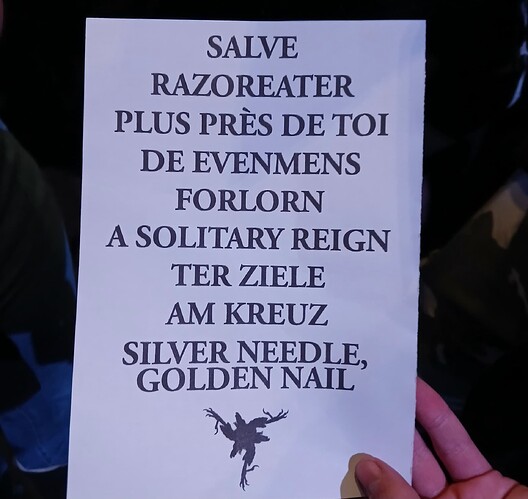 SALVE
RAZOREATER
PLUS PRÈS DE TOI
DE EVENMENS
FORLORN
A SOLITARY REIGN
TER ZIELE
AM KREUZ
SILVER NEEDLE,
GOLDEN NAIL